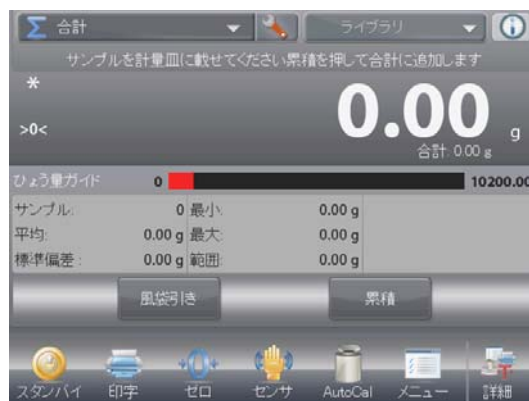 Σ 合計 ライブラリ i
サンプルを計量皿に載せてください累積を押して合計に追加します
*
0.00 g
>0<
合計: 0.00 g
ひょう量ガイド 0 10200.00
サンプル: 0 最小: 0.00 g
平均: 0.00 g 最大: 0.00 g
標準偏差: 0.00 g 範囲: 0.00 g
風袋引き 累積
スタンバイ 印字 ゼロ センサ AutoCal メニュー 詳細